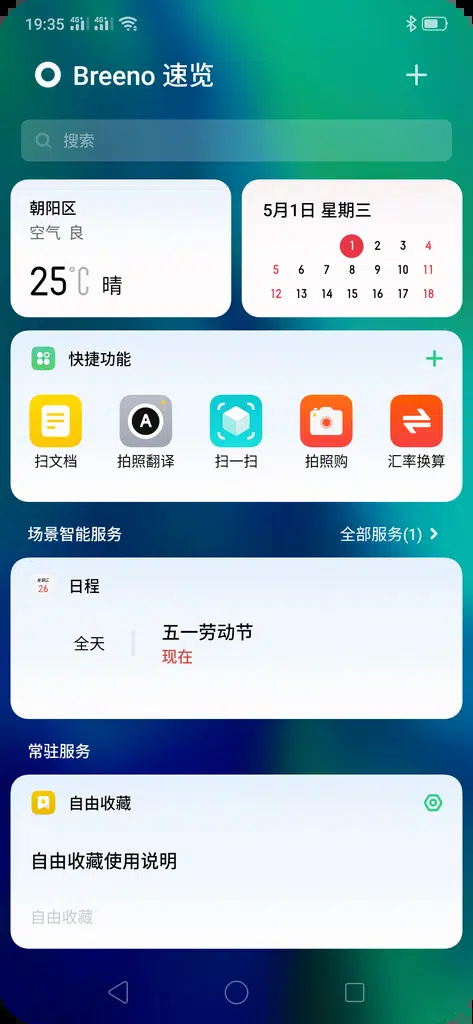 19:35 4G 4G
Breeno 速览
搜索
朝阳区
空气 良
25℃ 晴
5月1日 星期三
1 2 3 4
5 6 7 8 9 10 11
12 13 14 15 16 17 18
快捷功能
A
扫文档 拍照翻译 扫一扫 拍照购 汇率换算
场景智能服务 全部服务(1)
26 日程
全天 五一劳动节
现在
常驻服务
自由收藏
自由收藏使用说明
自由收藏